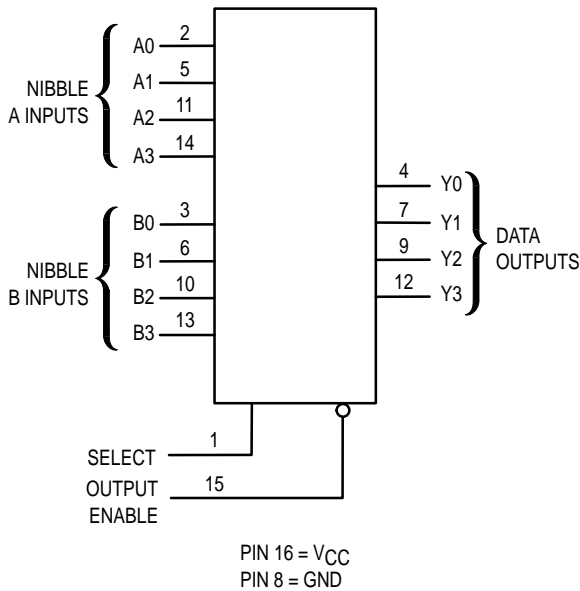 NIBBLE
A INPUTS
A0 2
A1 5
A2 11
A3 14
NIBBLE
B INPUTS
B0 3
B1 6
B2 10
B3 13
4 Y0
7 Y1
9 Y2
12 Y3
DATA
OUTPUTS
SELECT 1
OUTPUT
ENABLE
15
PIN 16 = VCC
PIN 8 = GND